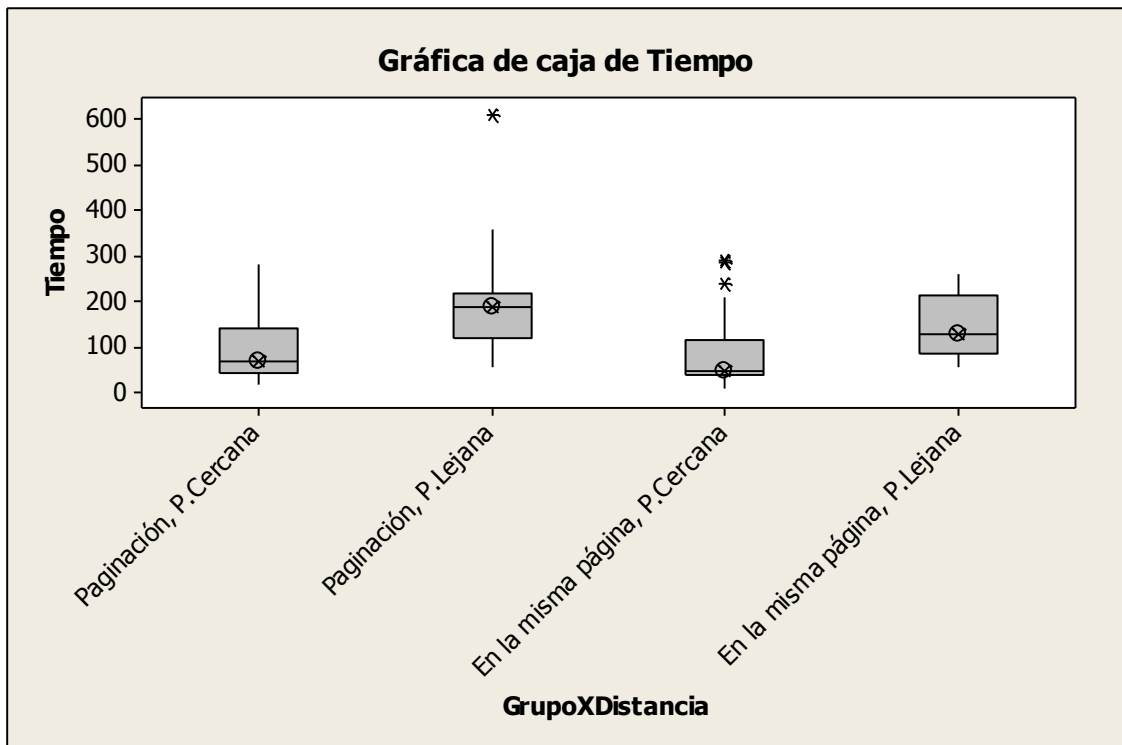 Gráfica de caja de Tiempo
600
500
400
300
200
100
0
Tiempo
Paginación, P.Cercana
Paginación, P.Lejana
En la misma página, P.Cercana
En la misma página, P.Lejana
GrupoXDistancia